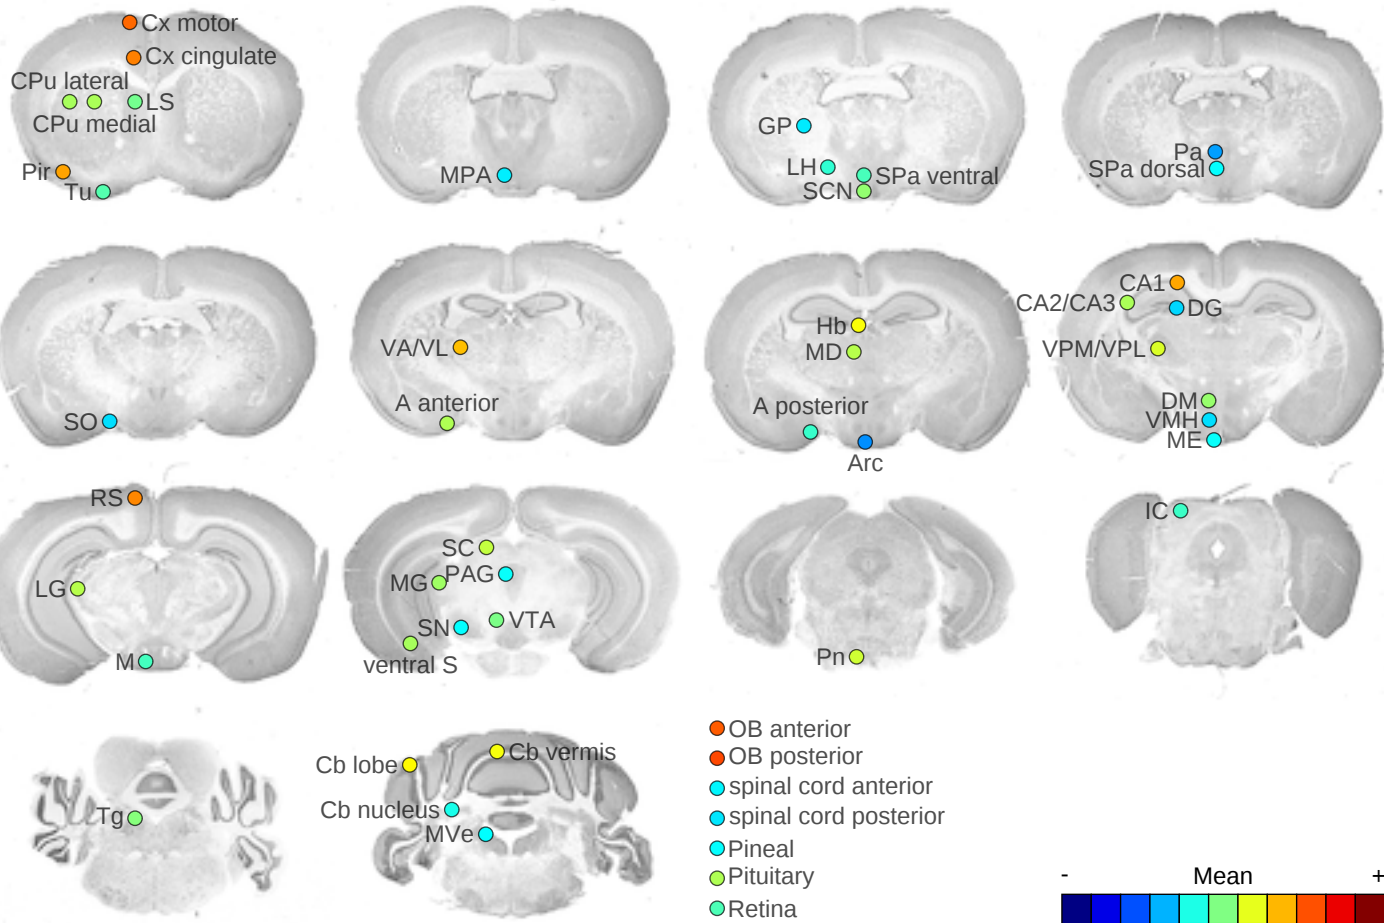 Cx motor
Cx cingulate
CPu lateral
LS
CPu medial
Pir
Tu
MPA
GP
LH
SPa ventral
SCN
Pa
SPa dorsal
SO
VA/VL
A anterior
Hb
MD
A posterior
Arc
CA1
CA2/CA3
DG
VPM/VPL
DM
VMH
ME
RS
LG
M
SC
MG
PAG
SN
VTA
ventral S
Pn
IC
Tg
Cb lobe
Cb vermis
Cb nucleus
MVe
OB anterior
OB posterior
spinal cord anterior
spinal cord posterior
Pineal
Pituitary
Retina
- Mean +